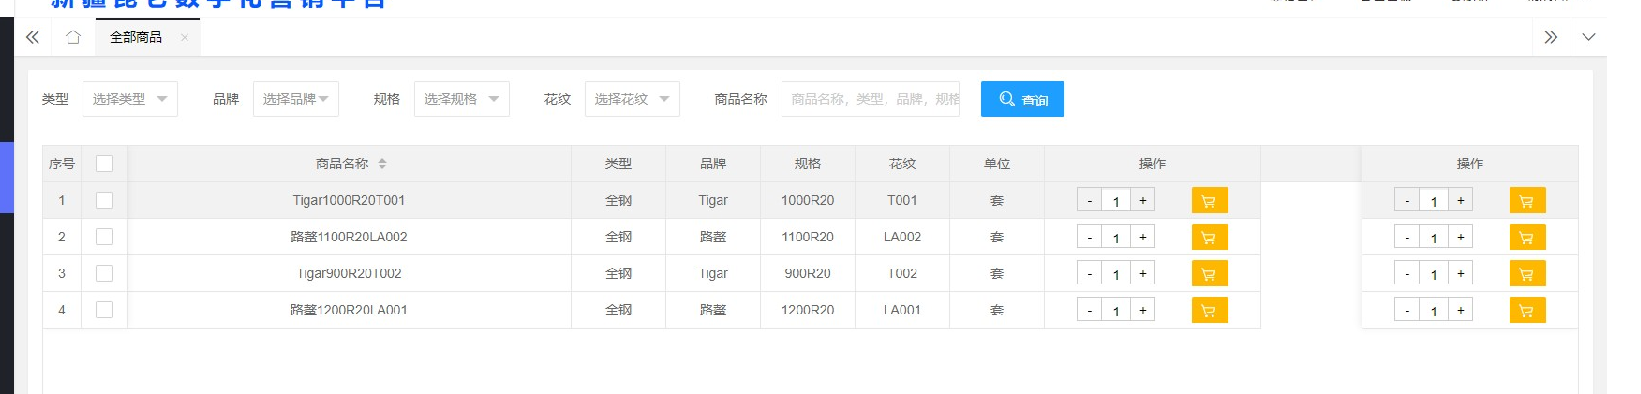 全部商品
类型 选择类型 品牌 选择品牌 规格 选择规格 花纹 选择花纹 商品名称 商品名称，类型，品牌，规格 查询
序号 商品名称 类型 品牌 规格 花纹 单位 操作 操作
1 Tigar1000R20T001 全钢 Tigar 1000R20 T001 套 - 1 + - 1 +
2 路鳌1100R20LA002 全钢 路鳌 1100R20 LA002 套 - 1 + - 1 +
3 Tigar900R20T002 全钢 Tigar 900R20 T002 套 - 1 + - 1 +
4 路鳌1200R20LA001 全钢 路鳌 1200R20 LA001 套 - 1 + - 1 +